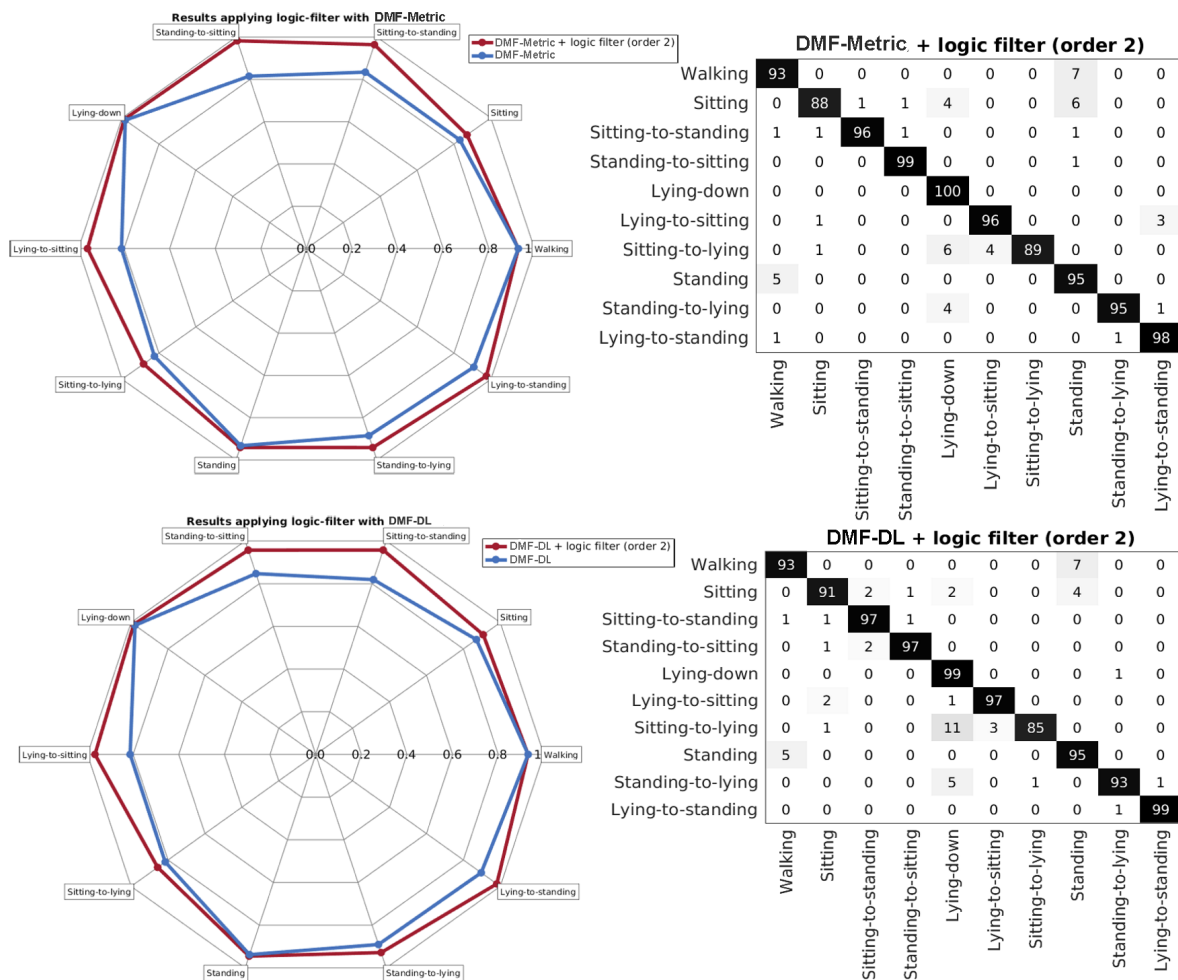 Results applying logic-filter with DMF-Metric
Standing-to-sitting
Sitting-to-standing
DMF-Metric + logic filter (order 2)
DMF-Metric
Lying-down
Sitting
Lying-to-sitting
0.0 0.2 0.4 0.6 0.8 1
Walking
Sitting-to-lying
Lying-to-standing
Standing
Standing-to-lying
DMF-Metric + logic filter (order 2)
Walking 93 0 0 0 0 0 0 7 0 0
Sitting 0 88 1 1 4 0 0 6 0 0
Sitting-to-standing 1 1 96 1 0 0 0 1 0 0
Standing-to-sitting 0 0 0 99 0 0 0 1 0 0
Lying-down 0 0 0 0 100 0 0 0 0 0
Lying-to-sitting 0 1 0 0 0 96 0 0 0 3
Sitting-to-lying 0 1 0 0 6 4 89 0 0 0
Standing 5 0 0 0 0 0 0 95 0 0
Standing-to-lying 0 0 0 0 4 0 0 0 95 1
Lying-to-standing 1 0 0 0 0 0 0 0 1 98
Walking
Sitting
Sitting-to-standing
Standing-to-sitting
Lying-down
Lying-to-sitting
Sitting-to-lying
Standing
Standing-to-lying
Lying-to-standing
Results applying logic-filter with DMF-DL
Standing-to-sitting
Sitting-to-standing
DMF-DL + logic filter (order 2)
DMF-DL
Lying-down
Sitting
Lying-to-sitting
0.0 0.2 0.4 0.6 0.8 1
Walking
Sitting-to-lying
Lying-to-standing
Standing
Standing-to-lying
DMF-DL + logic filter (order 2)
Walking 93 0 0 0 0 0 0 7 0 0
Sitting 0 91 2 1 2 0 0 4 0 0
Sitting-to-standing 1 1 97 1 0 0 0 0 0 0
Standing-to-sitting 0 1 2 97 0 0 0 0 0 0
Lying-down 0 0 0 0 99 0 0 0 1 0
Lying-to-sitting 0 2 0 0 1 97 0 0 0 0
Sitting-to-lying 0 1 0 0 11 3 85 0 0 0
Standing 5 0 0 0 0 0 0 95 0 0
Standing-to-lying 0 0 0 0 5 0 1 0 93 1
Lying-to-standing 0 0 0 0 0 0 0 0 1 99
Walking
Sitting
Sitting-to-standing
Standing-to-sitting
Lying-down
Lying-to-sitting
Sitting-to-lying
Standing
Standing-to-lying
Lying-to-standing